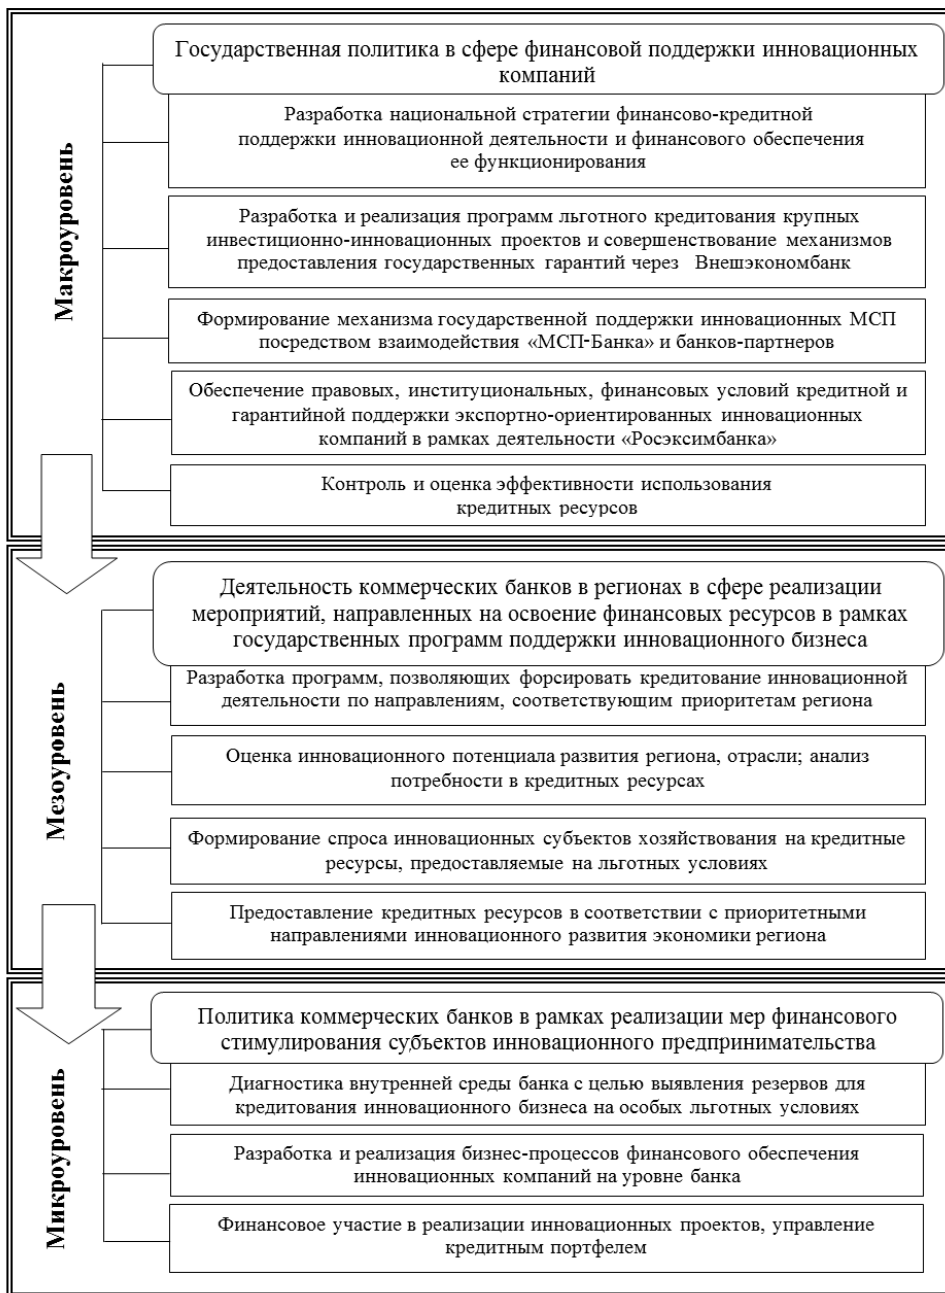 Макроуровень
Государственная политика в сфере финансовой поддержки инновационных
компаний
Разработка национальной стратегии финансово-кредитной
поддержки инновационной деятельности и финансового обеспечения
ее функционирования
Разработка и реализация программ льготного кредитования крупных
инвестиционно-инновационных проектов и совершенствование механизмов
предоставления государственных гарантий через Внешэкономбанк
Формирование механизма государственной поддержки инновационных МСП
посредством взаимодействия «МСП-Банка» и банков-партнеров
Обеспечение правовых, институциональных, финансовых условий кредитной и
гарантийной поддержки экспортно-ориентированных инновационных
компаний в рамках деятельности «Росэксимбанка»
Контроль и оценка эффективности использования
кредитных ресурсов
Мезоуровень
Деятельность коммерческих банков в регионах в сфере реализации
мероприятий, направленных на освоение финансовых ресурсов в рамках
государственных программ поддержки инновационного бизнеса
Разработка программ, позволяющих форсировать кредитование инновационной
деятельности по направлениям, соответствующим приоритетам региона
Оценка инновационного потенциала развития региона, отрасли; анализ
потребности в кредитных ресурсах
Формирование спроса инновационных субъектов хозяйствования на кредитные
ресурсы, предоставляемые на льготных условиях
Предоставление кредитных ресурсов в соответствии с приоритетными
направлениями инновационного развития экономики региона
Микроуровень
Политика коммерческих банков в рамках реализации мер финансового
стимулирования субъектов инновационного предпринимательства
Диагностика внутренней среды банка с целью выявления резервов для
кредитования инновационного бизнеса на особых льготных условиях
Разработка и реализация бизнес-процессов финансового обеспечения
инновационных компаний на уровне банка
Финансовое участие в реализации инновационных проектов, управление
кредитным портфелем